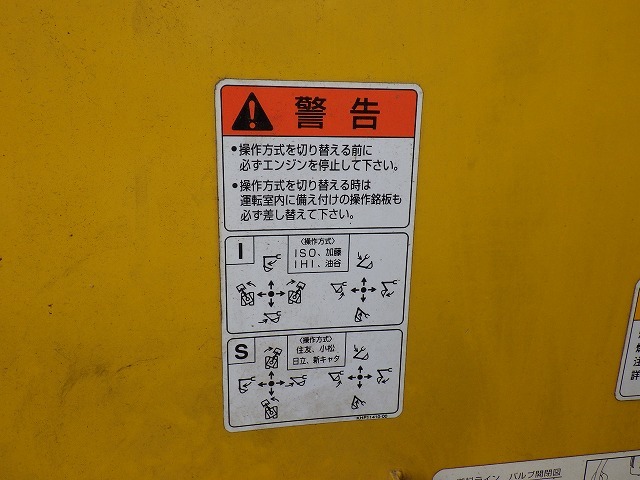 警告
•操作方式を切り替える前に
必ずエンジンを停止して下さい。
•操作方式を切り替える時は
運転室内に備え付けの操作銘板も
必ず差し替えて下さい。
I
〈操作方式〉
ISO、加藤
IHI、油谷
S
〈操作方式〉
住友、小松
日立、新キャタ
注
詳
バルブ開閉図